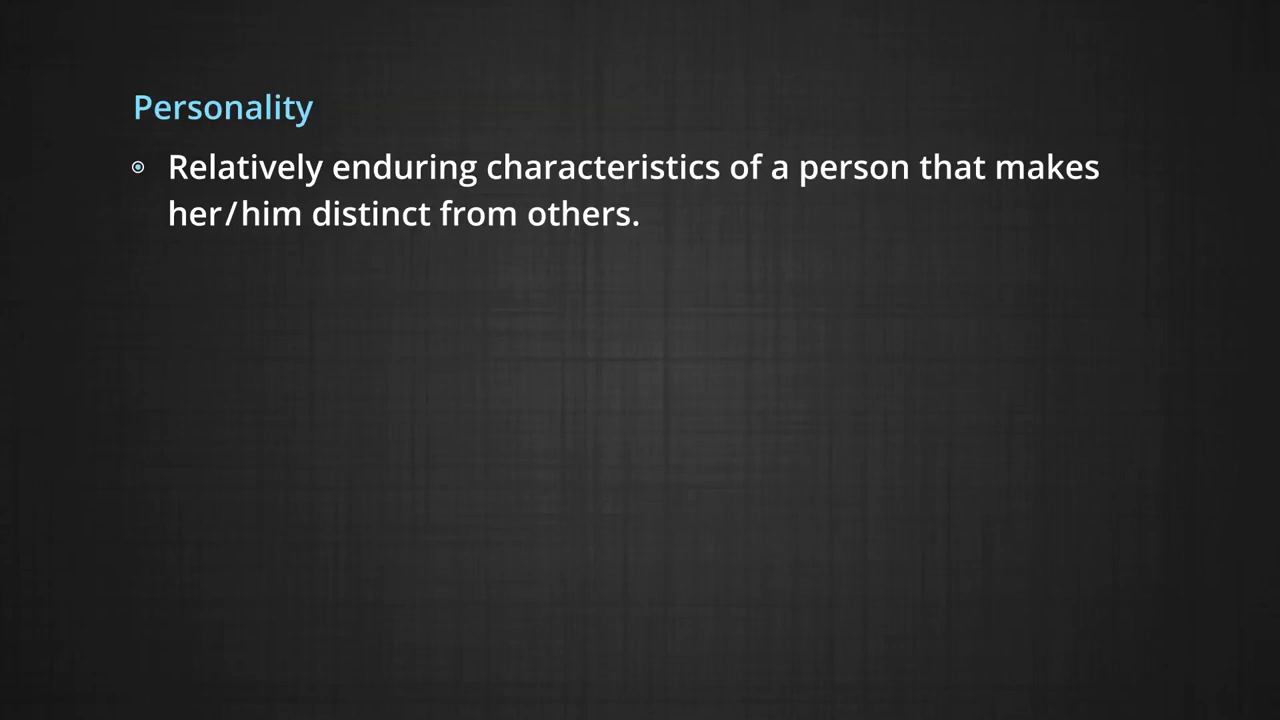 Personality
Relatively enduring characteristics of a person that makes
her/him distinct from others.